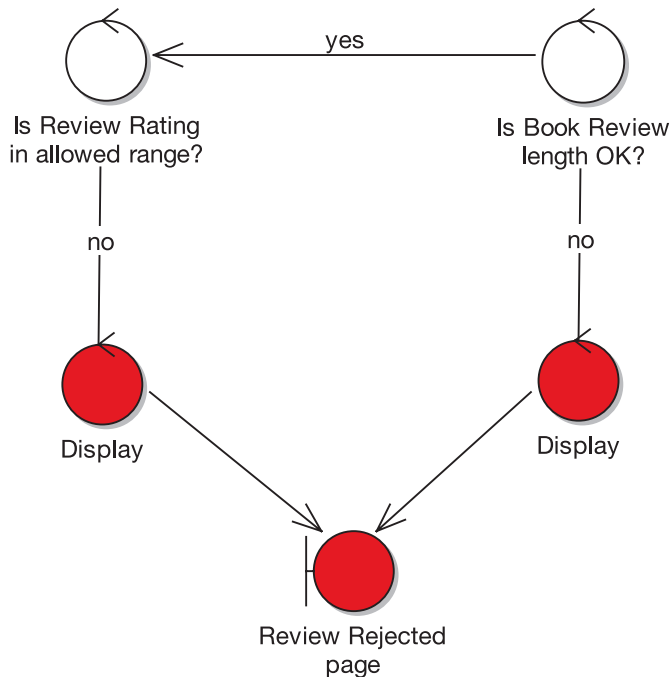 yes
Is Review Rating
in allowed range?
Is Book Review
length OK?
no
no
Display
Display
Review Rejected
page